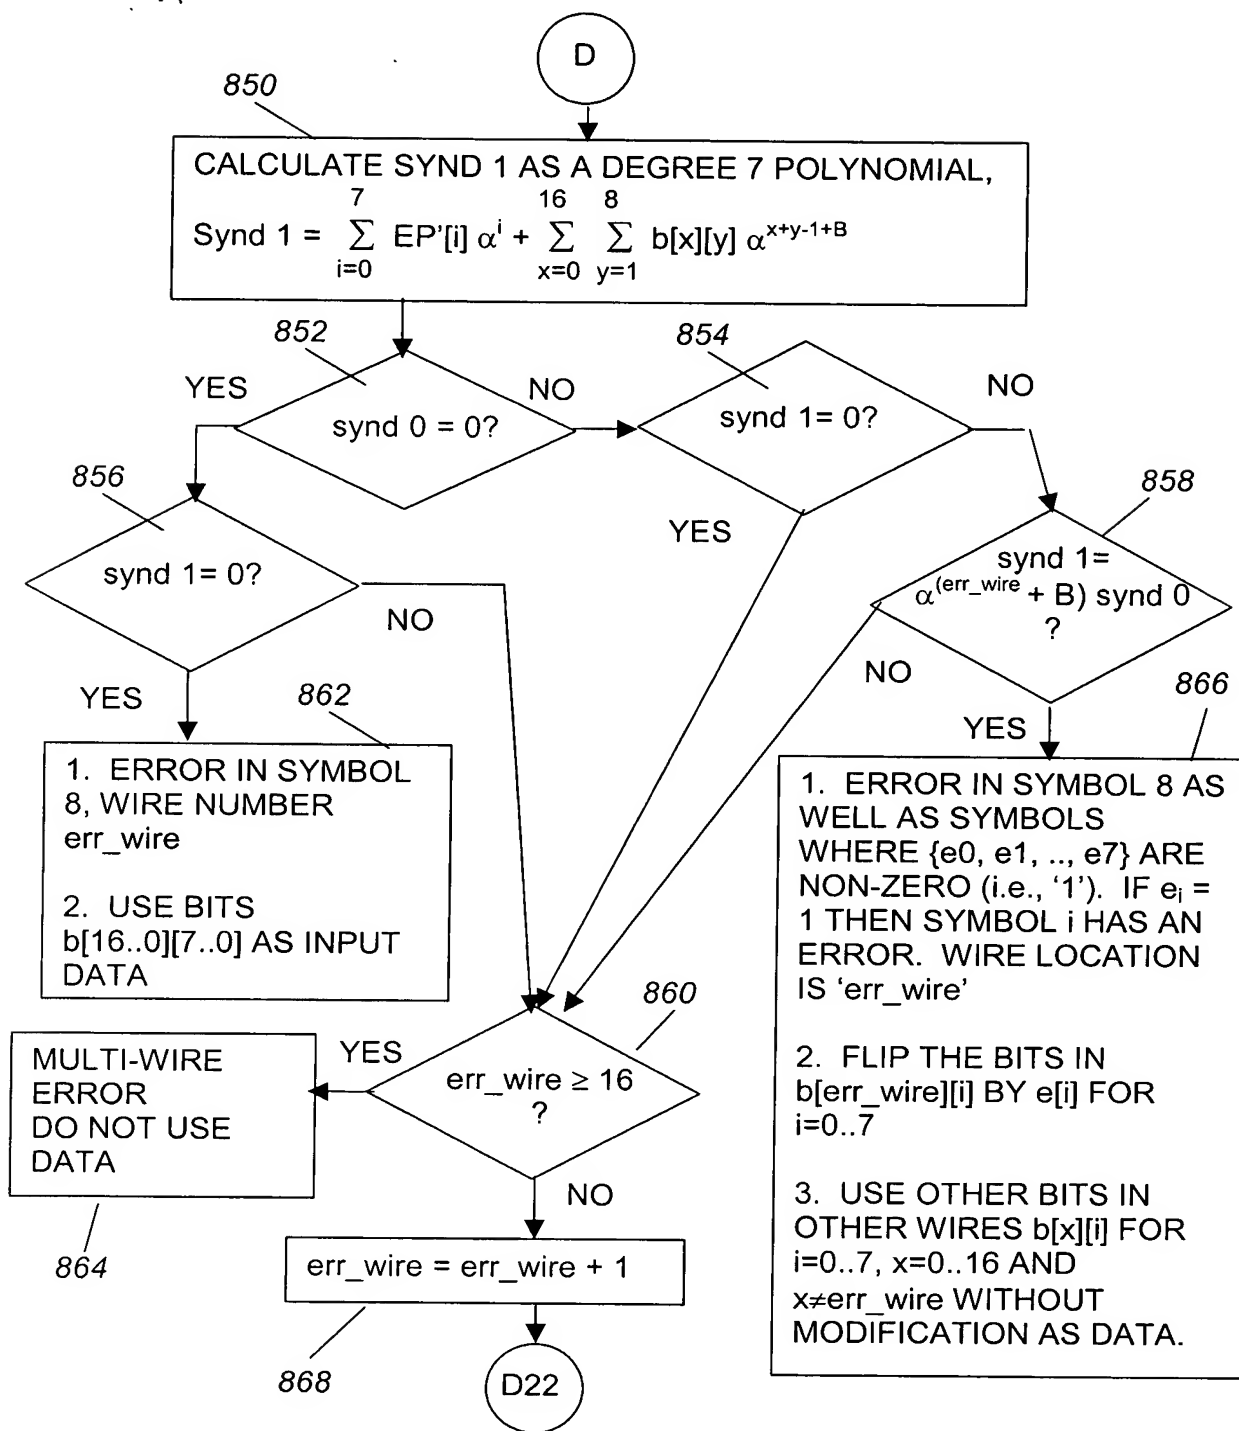 D
850
CALCULATE SYND 1 AS A DEGREE 7 POLYNOMIAL,
7 16 8
Synd 1 = Σ EP'[i] α^i + Σ Σ b[x][y] α^x+y-1+B
i=0 x=0 y=1
852
854
YES
NO
NO
synd 0 = 0?
synd 1= 0?
856
858
YES
synd 1= 0?
synd 1=
α^(err_wire + B) synd 0
?
NO
NO
YES
862
866
YES
1. ERROR IN SYMBOL
8, WIRE NUMBER
err_wire
2. USE BITS
b[16..0][7..0] AS INPUT
DATA
1. ERROR IN SYMBOL 8 AS
WELL AS SYMBOLS
WHERE {e0, e1, .., e7} ARE
NON-ZERO (i.e., '1'). IF ei =
1 THEN SYMBOL i HAS AN
ERROR. WIRE LOCATION
IS 'err_wire'
2. FLIP THE BITS IN
b[err_wire][i] BY e[i] FOR
i=0..7
3. USE OTHER BITS IN
OTHER WIRES b[x][i] FOR
i=0..7, x=0..16 AND
x≠err_wire WITHOUT
MODIFICATION AS DATA.
860
YES
err_wire ≥ 16
?
MULTI-WIRE
ERROR
DO NOT USE
DATA
864
NO
err_wire = err_wire + 1
868
D22